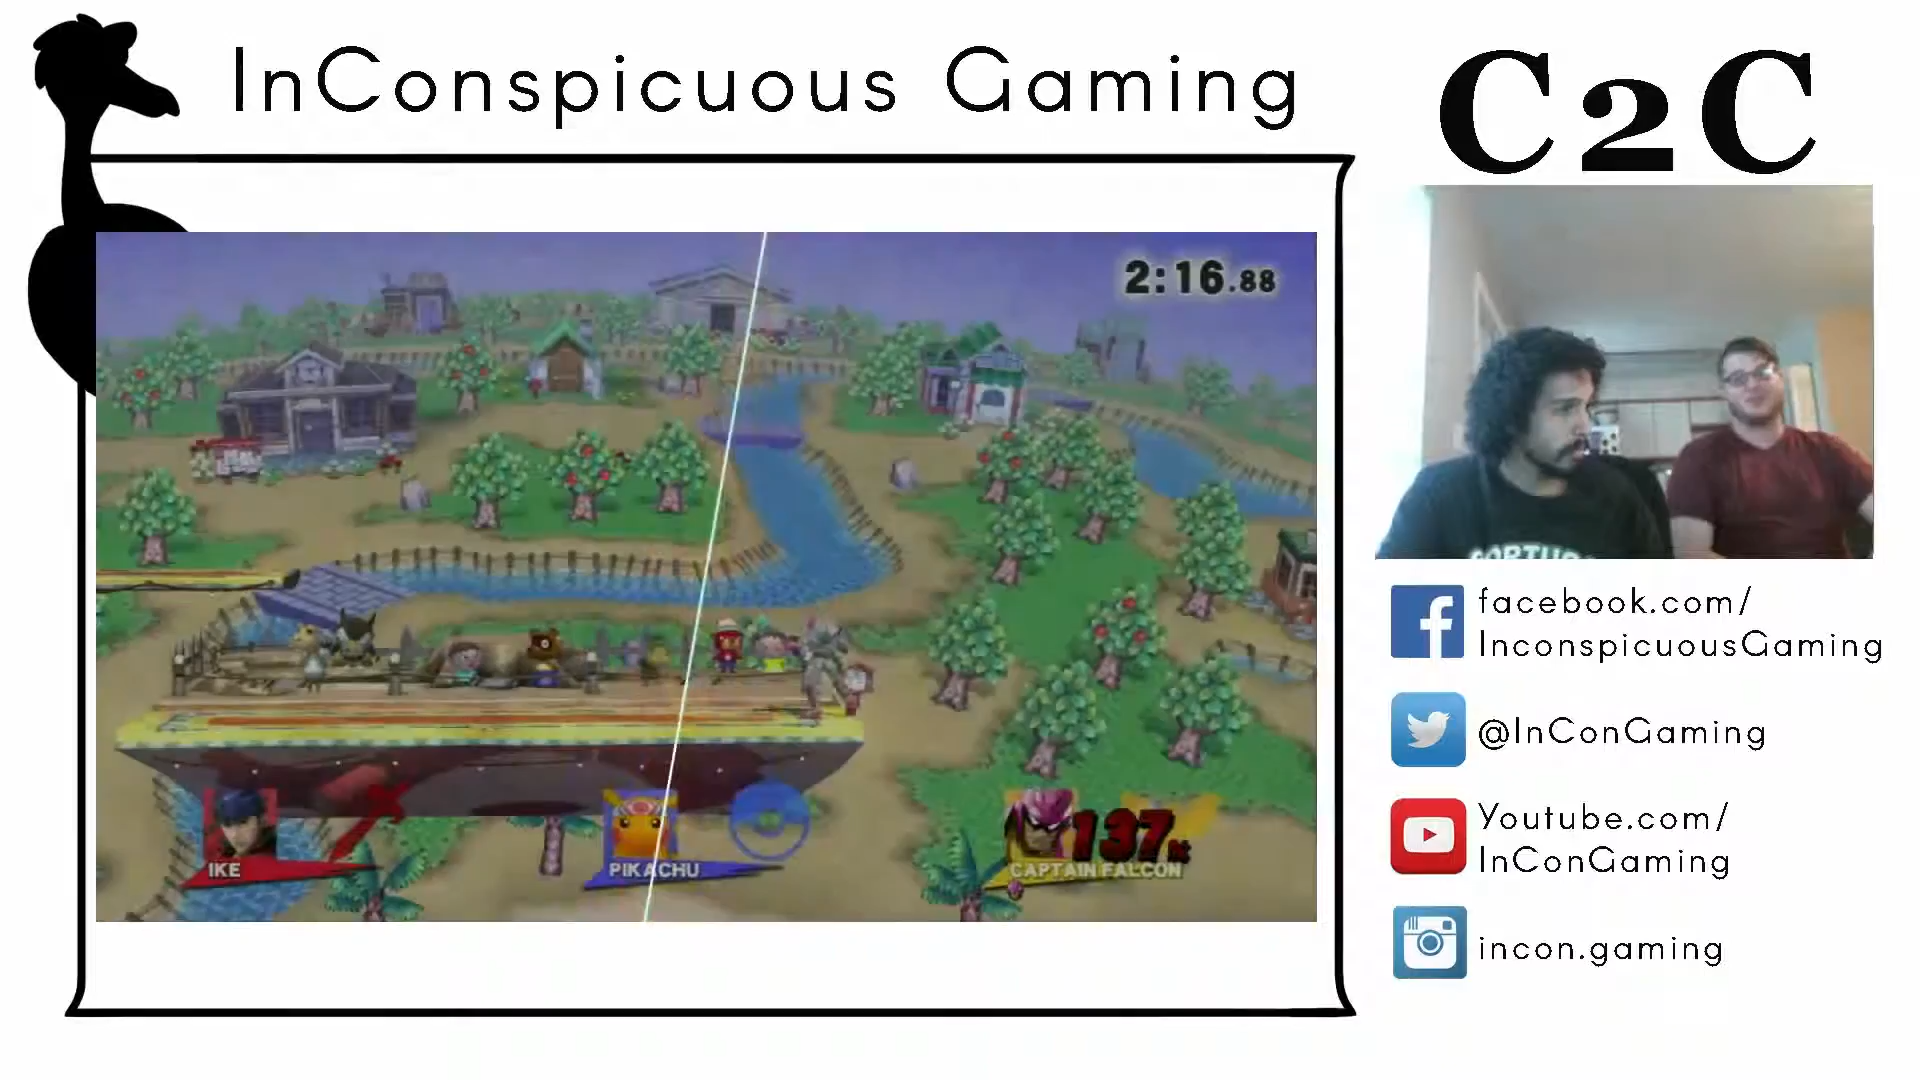 InConspicuous Gaming
C2C
2:16.88
IKE
PIKACHU
137%
CAPTAIN FALCON
facebook.com/
InconspicuousGaming
@InConGaming
Youtube.com/
InConGaming
incon.gaming